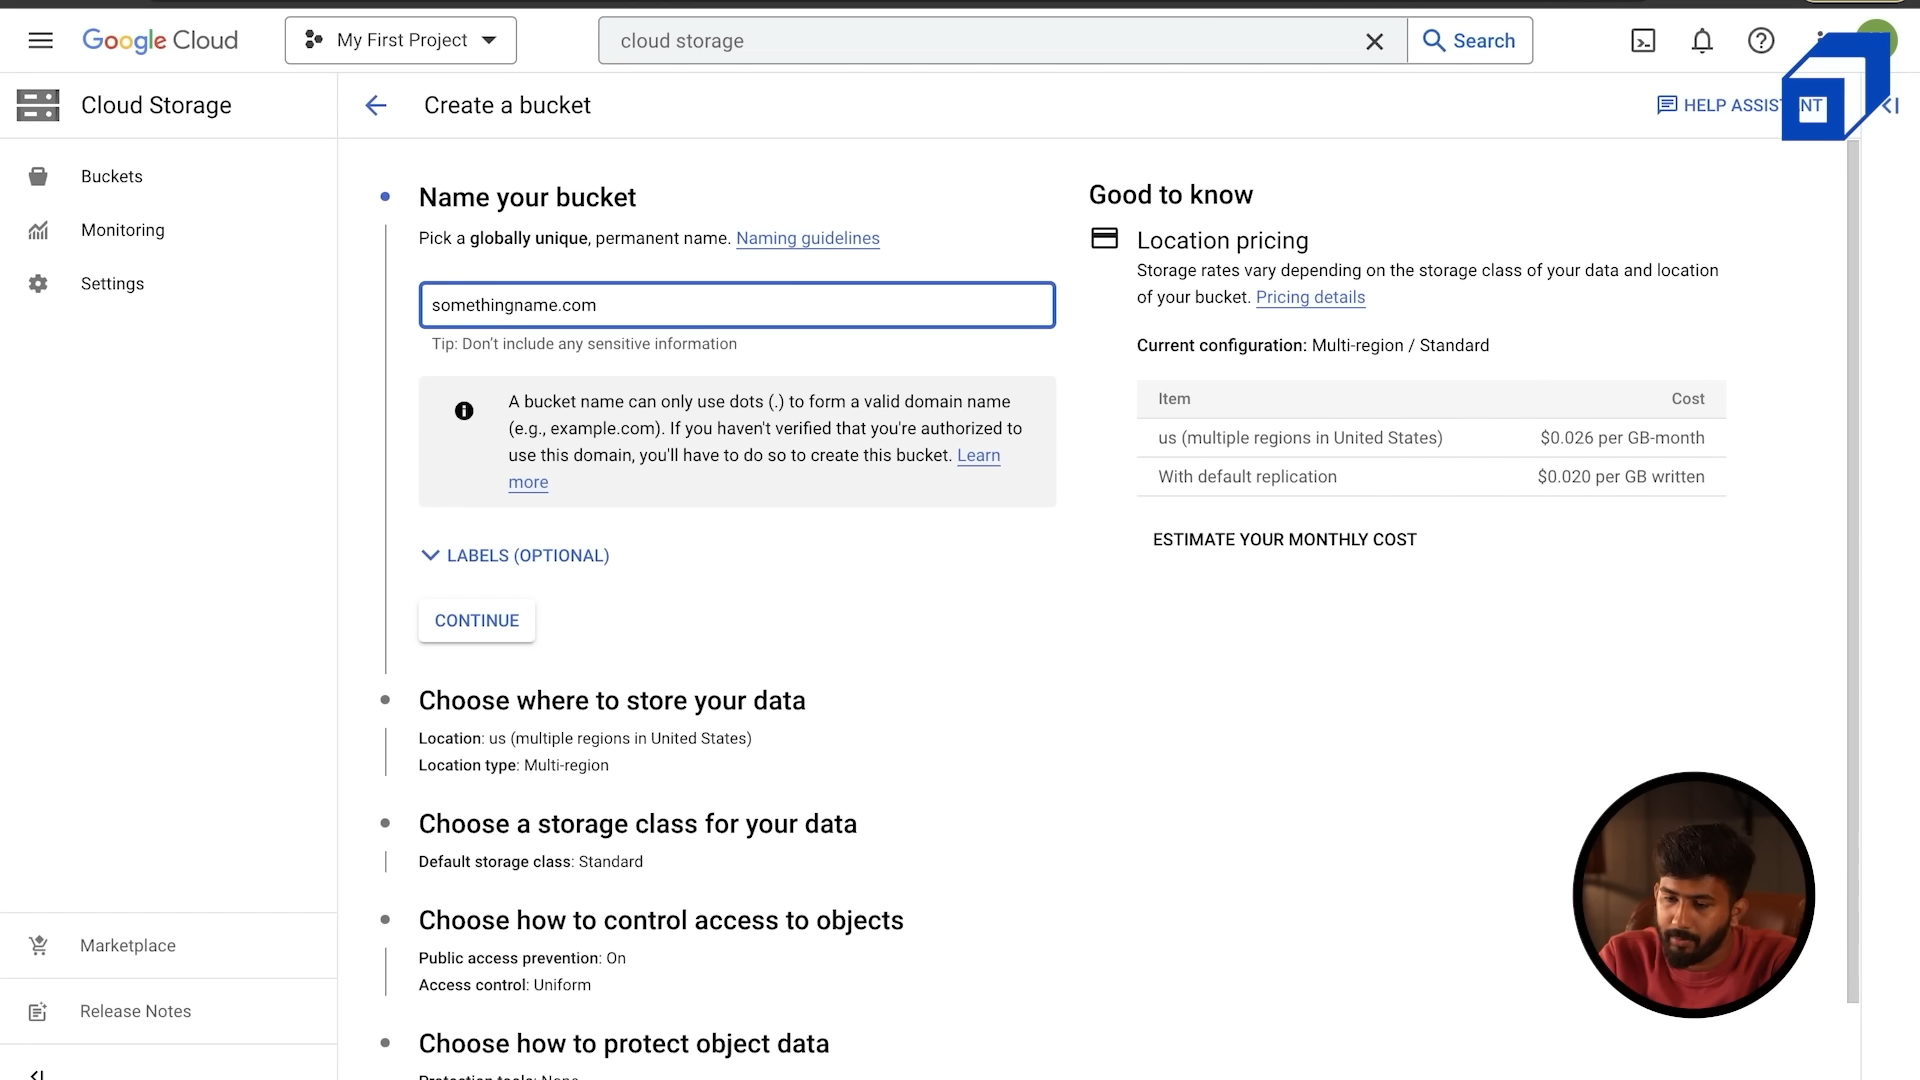 Google Cloud
My First Project
cloud storage
Search
Cloud Storage
Create a bucket
HELP ASSIS
NT
Buckets
Monitoring
Settings
Name your bucket
Pick a globally unique, permanent name. Naming guidelines
somethingname.com
Tip: Don't include any sensitive information
A bucket name can only use dots (.) to form a valid domain name
(e.g., example.com). If you haven't verified that you're authorized to
use this domain, you'll have to do so to create this bucket. Learn
more
LABELS (OPTIONAL)
CONTINUE
Choose where to store your data
Location: us (multiple regions in United States)
Location type: Multi-region
Choose a storage class for your data
Default storage class: Standard
Choose how to control access to objects
Public access prevention: On
Access control: Uniform
Choose how to protect object data
Protection tools: None
Good to know
Location pricing
Storage rates vary depending on the storage class of your data and location
of your bucket. Pricing details
Current configuration: Multi-region / Standard
Item Cost
us (multiple regions in United States) $0.026 per GB-month
With default replication $0.020 per GB written
ESTIMATE YOUR MONTHLY COST
Marketplace
Release Notes